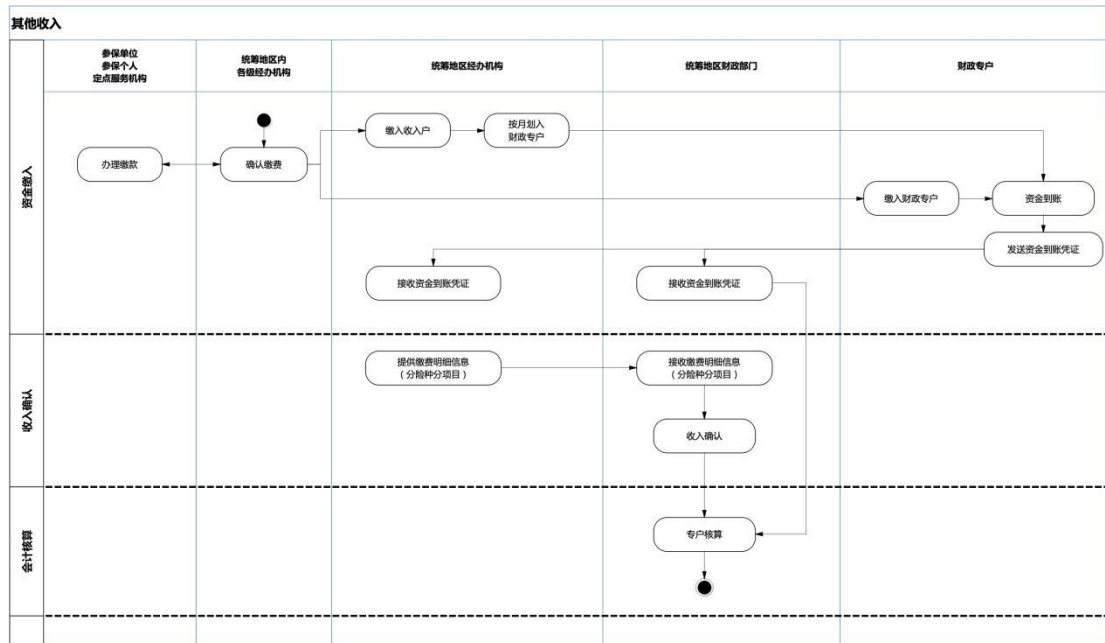 其他收入
参保单位
参保个人
定点服务机构
统筹地区内
各级经办机构
统筹地区经办机构
统筹地区财政部门
财政专户
资金缴入
办理缴款
确认缴费
缴入收入户
按月划入
财政专户
缴入财政专户
资金到账
发送资金到账凭证
接收资金到账凭证
接收资金到账凭证
收入确认
提供缴费明细信息
（分险种分项目）
接收缴费明细信息
（分险种分项目）
收入确认
会计核算
专户核算